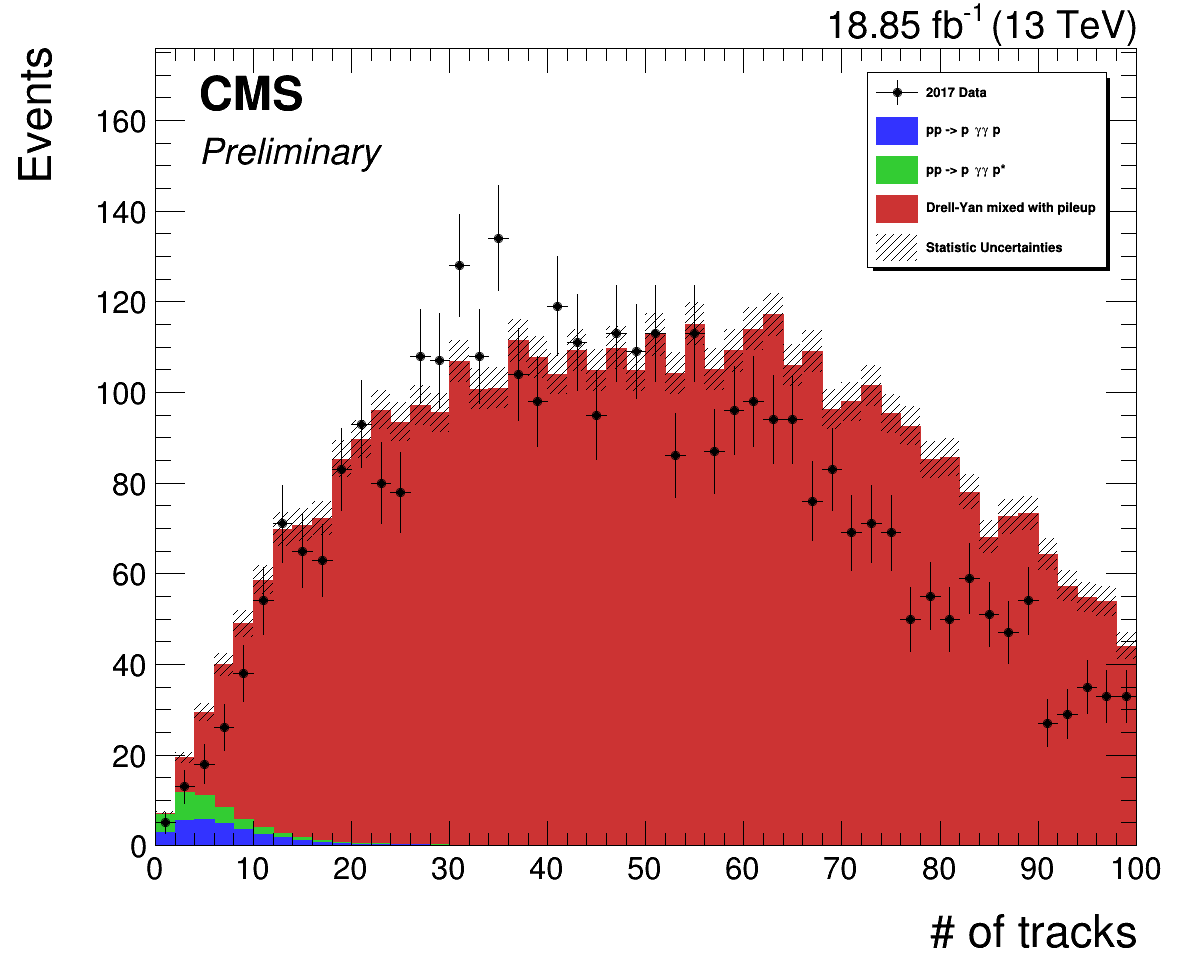 18.85 fb⁻¹ (13 TeV)
Events
CMS
Preliminary
2017 Data
pp -> p γγ p
pp -> p γγ p*
Drell-Yan mixed with pileup
Statistic Uncertainties
160
140
120
100
80
60
40
20
0
0 10 20 30 40 50 60 70 80 90 100
# of tracks